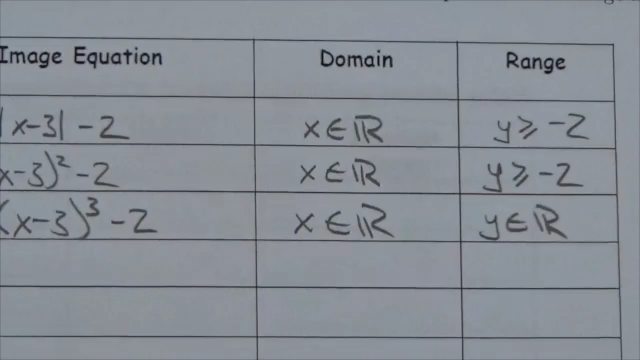 Image Equation Domain Range
|x-3| -2 x∈ℝ y≥ -2
x-3)² -2 x∈ℝ y≥ -2
(x-3)³ -2 x∈ℝ y∈ℝ